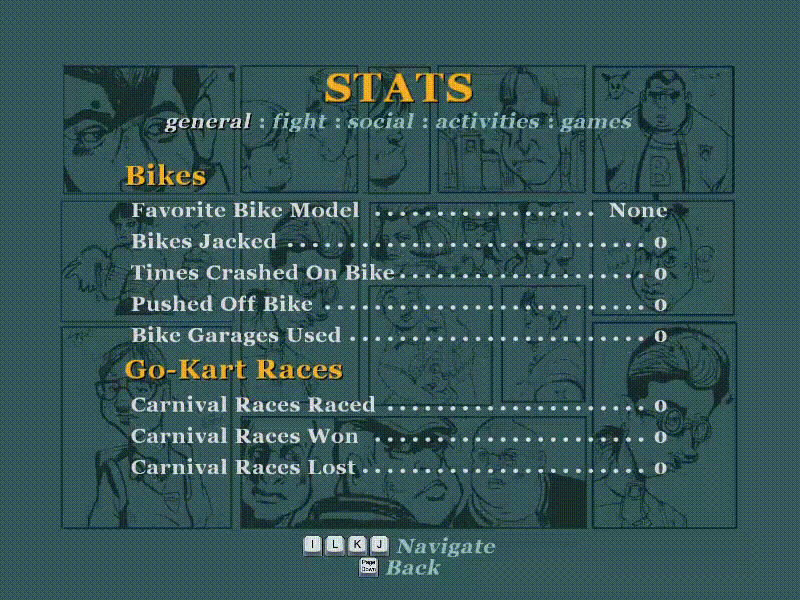 STATS
general : fight : social : activities : games
Bikes
Favorite Bike Model . . . . . . . . . . . . . . . . . . None
Bikes Jacked . . . . . . . . . . . . . . . . . . . . . . . . . . . . . 0
Times Crashed On Bike . . . . . . . . . . . . . . . . . . . . 0
Pushed Off Bike . . . . . . . . . . . . . . . . . . . . . . . . . . 0
Bike Garages Used . . . . . . . . . . . . . . . . . . . . . . . . 0
Go-Kart Races
Carnival Races Raced . . . . . . . . . . . . . . . . . . . . . 0
Carnival Races Won . . . . . . . . . . . . . . . . . . . . . . 0
Carnival Races Lost . . . . . . . . . . . . . . . . . . . . . . . 0
I L K J Navigate
Page Down Back